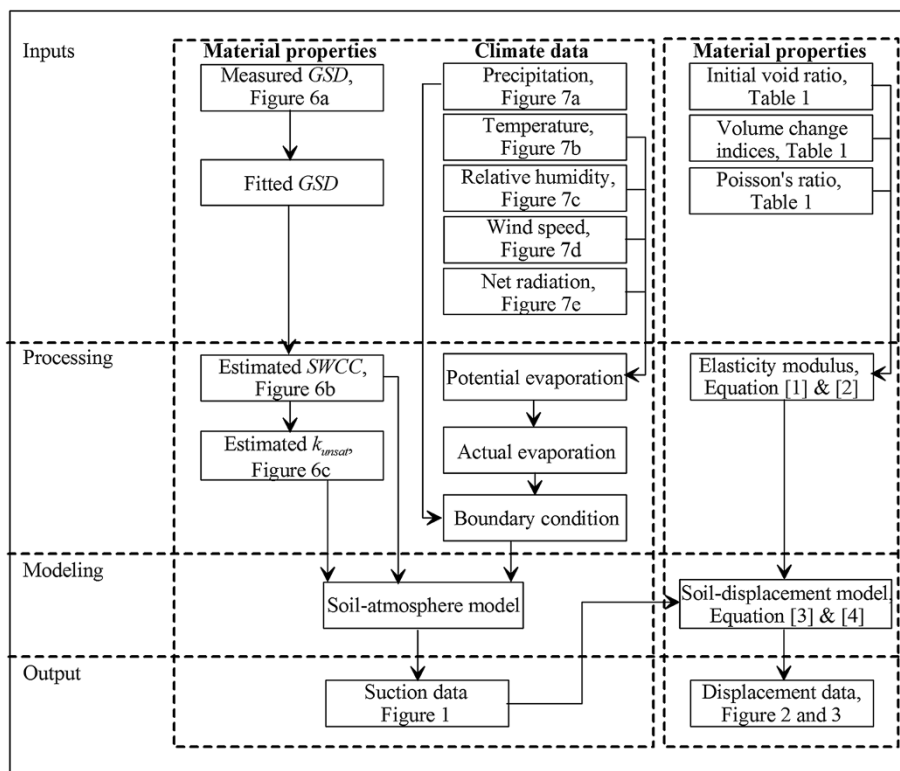 Inputs
Material properties
Measured GSD,
Figure 6a
Fitted GSD
Climate data
Precipitation,
Figure 7a
Temperature,
Figure 7b
Relative humidity,
Figure 7c
Wind speed,
Figure 7d
Net radiation,
Figure 7e
Material properties
Initial void ratio,
Table 1
Volume change
indices, Table 1
Poisson's ratio,
Table 1
Processing
Estimated SWCC,
Figure 6b
Estimated kunsat,
Figure 6c
Potential evaporation
Actual evaporation
Boundary condition
Elasticity modulus,
Equation [1] & [2]
Modeling
Soil-atmosphere model
Soil-displacement model,
Equation [3] & [4]
Output
Suction data
Figure 1
Displacement data,
Figure 2 and 3